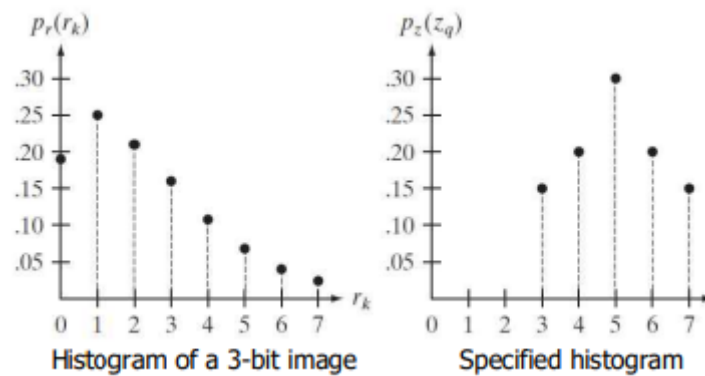 p_r(r_k)
.30
.25
.20
.15
.10
.05
0 1 2 3 4 5 6 7
r_k
Histogram of a 3-bit image
p_z(z_q)
.30
.25
.20
.15
.10
.05
0 1 2 3 4 5 6 7
Specified histogram